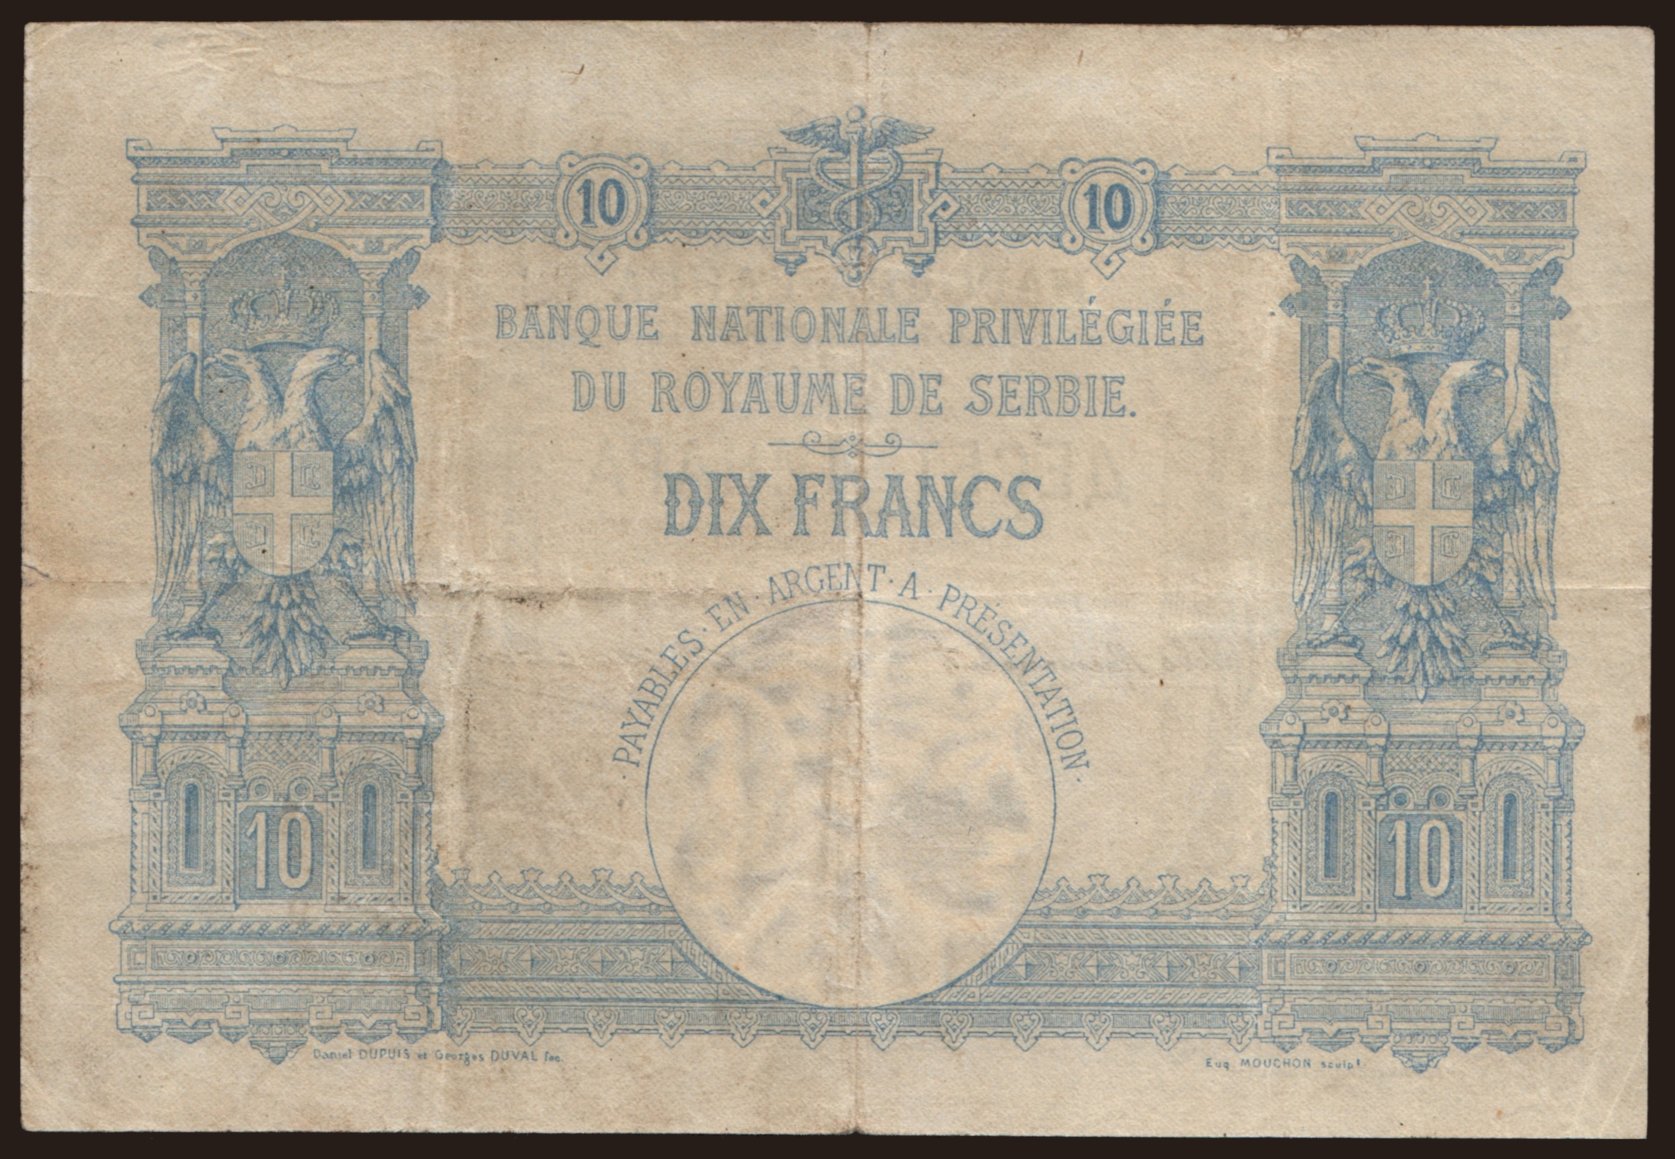 10 10
BANQUE NATIONALE PRIVILÉGIÉE
DU ROYAUME DE SERBIE.
DIX FRANCS
· PAYABLES · EN · ARGENT · A · PRÉSENTATION ·
10 10
Daniel DUPUIS et Georges DUVAL fec.
Eug. MOUCHON sculpt